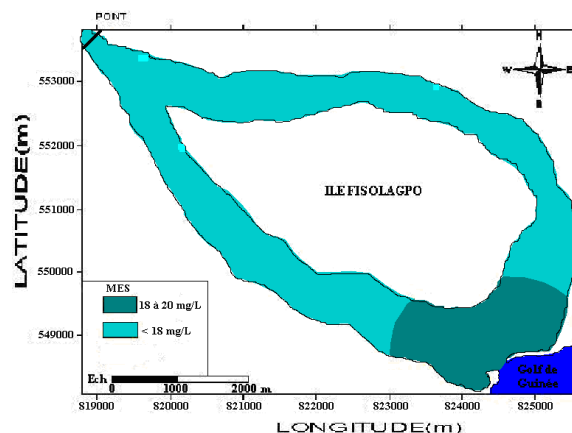 PONT
N
W E
S
553000
552000
551000
550000
549000
LATITUDE(m)
ILE FISOLAGPO
MES
18 à 20 mg/L
< 18 mg/L
Ech 0 1000 2000 m
Golf de
Guinée
819000 820000 821000 822000 823000 824000 825000
LONGITUDE(m)